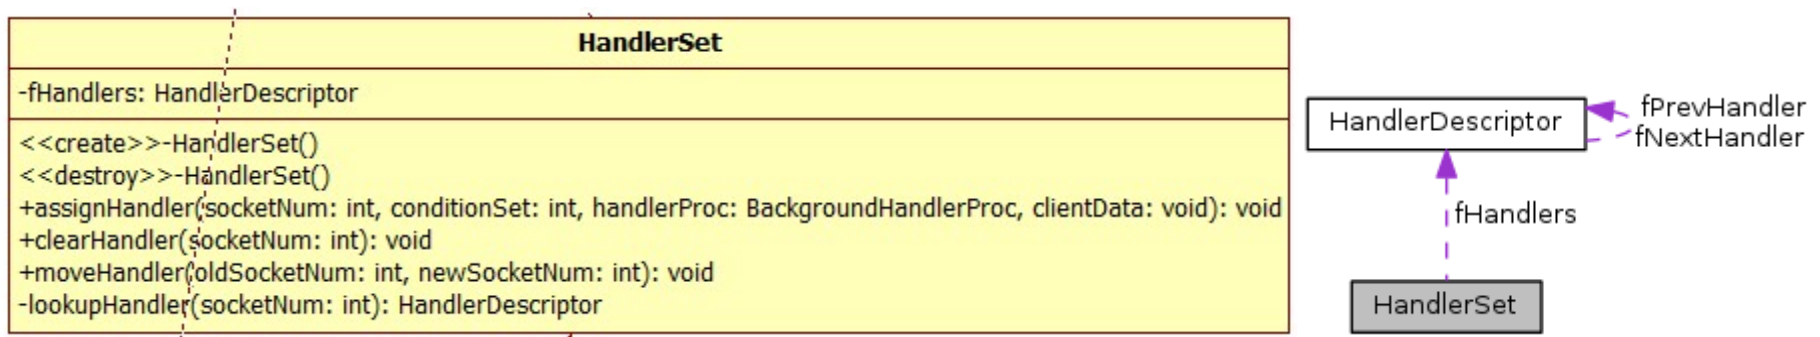 HandlerSet
-fHandlers: HandlerDescriptor
<<create>>-HandlerSet()
<<destroy>>-HandlerSet()
+assignHandler(socketNum: int, conditionSet: int, handlerProc: BackgroundHandlerProc, clientData: void): void
+clearHandler(socketNum: int): void
+moveHandler(oldSocketNum: int, newSocketNum: int): void
-lookupHandler(socketNum: int): HandlerDescriptor
HandlerDescriptor
fPrevHandler
fNextHandler
fHandlers
HandlerSet